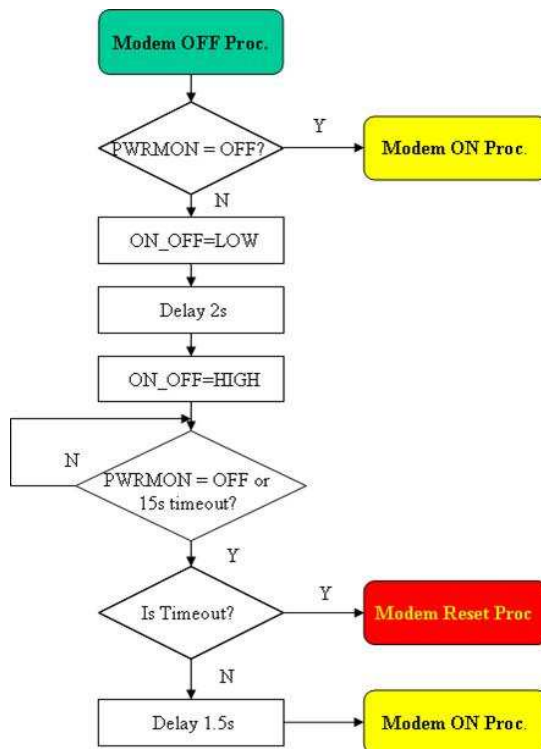 Modem OFF Proc.
Y
PWRMON = OFF?
Modem ON Proc.
N
ON_OFF=LOW
Delay 2s
ON_OFF=HIGH
N
PWRMON = OFF or
15s timeout?
Y
Y
Is Timeout?
Modem Reset Proc
N
Delay 1.5s
Modem ON Proc.